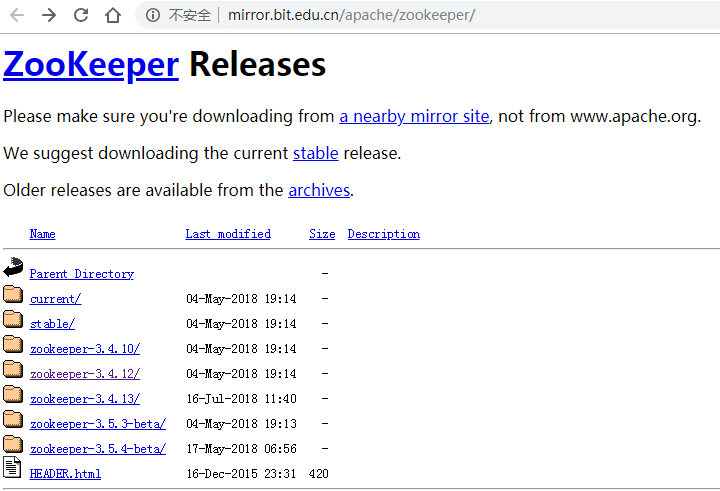 不安全 mirror.bit.edu.cn/apache/zookeeper/
ZooKeeper Releases
Please make sure you're downloading from a nearby mirror site, not from www.apache.org.
We suggest downloading the current stable release.
Older releases are available from the archives.
Name Last modified Size Description
Parent Directory -
current/ 04-May-2018 19:14 -
stable/ 04-May-2018 19:14 -
zookeeper-3.4.10/ 04-May-2018 19:14 -
zookeeper-3.4.12/ 04-May-2018 19:14 -
zookeeper-3.4.13/ 16-Jul-2018 11:40 -
zookeeper-3.5.3-beta/ 04-May-2018 19:13 -
zookeeper-3.5.4-beta/ 17-May-2018 06:56 -
HEADER.html 16-Dec-2015 23:31 420